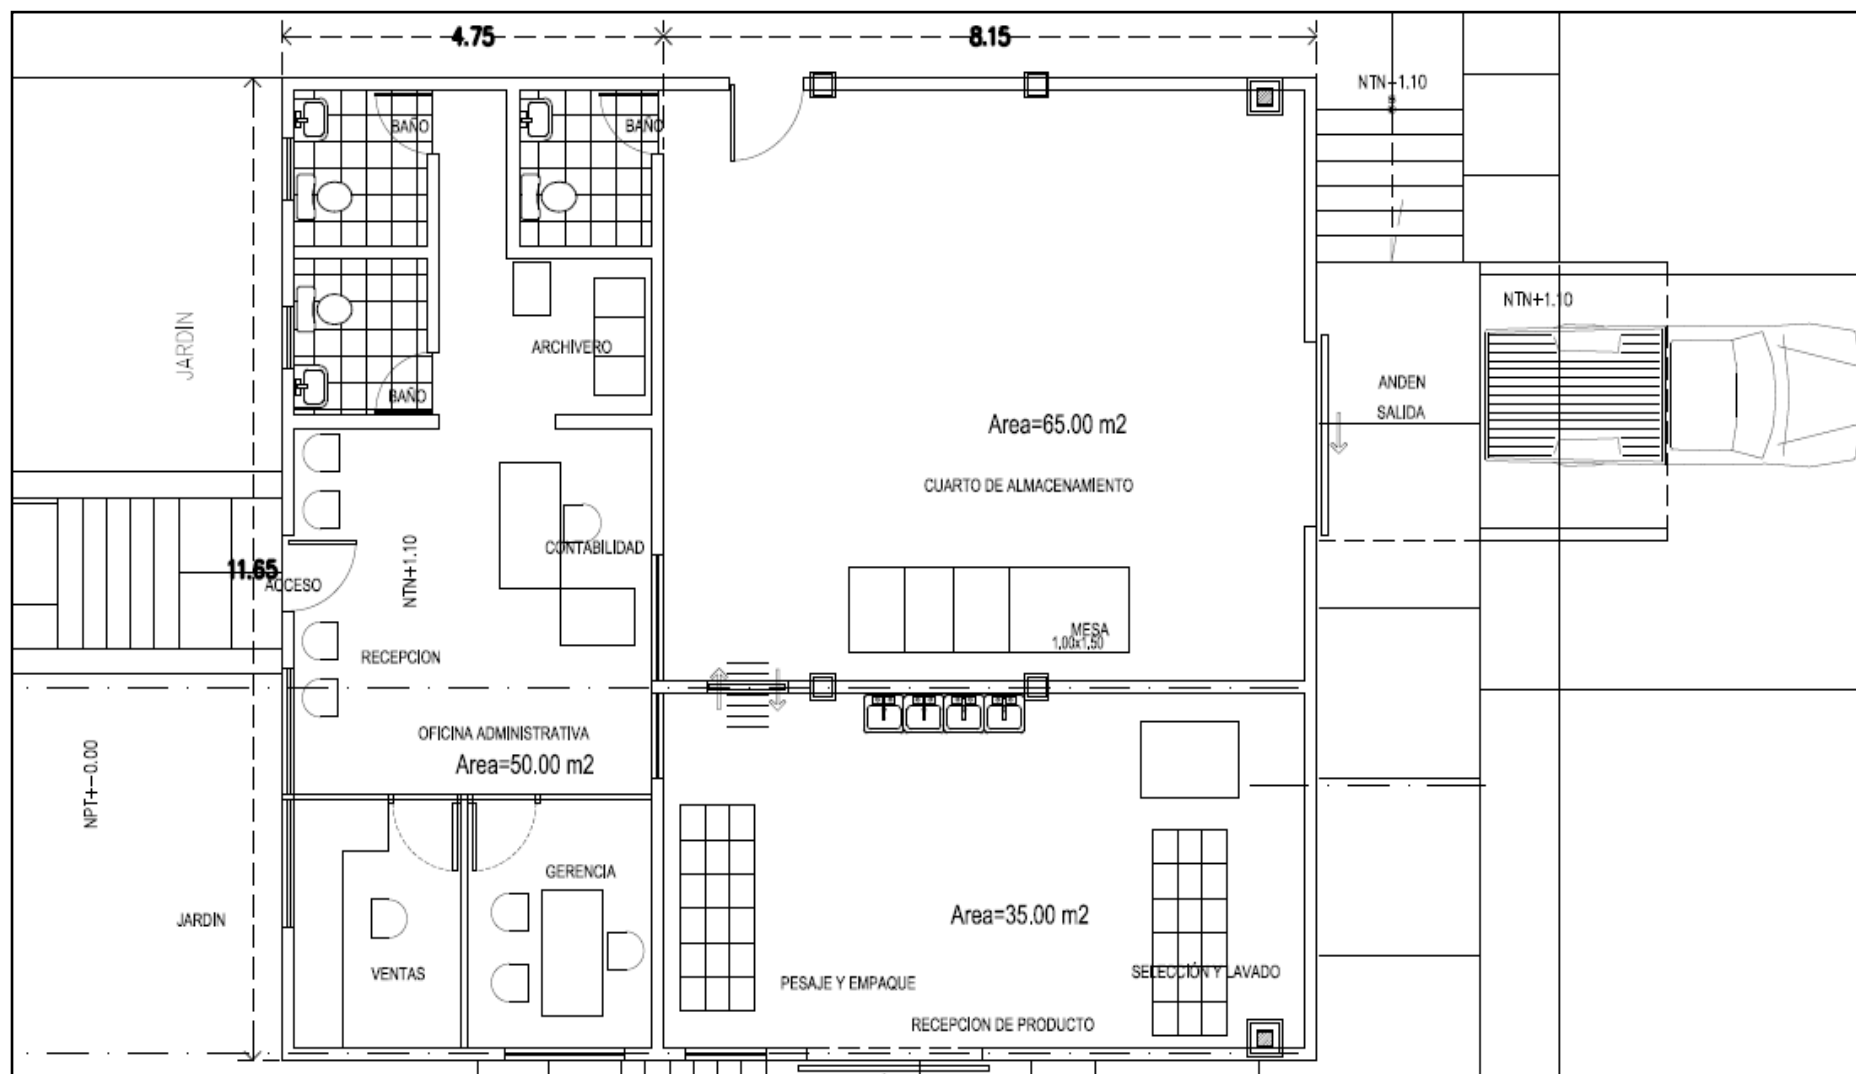 4.75
8.15
NTN-1.10
BAÑO
BAÑO
JARDIN
ARCHIVERO
BAÑO
NTN+1.10
ANDEN
SALIDA
Area=65.00 m2
CUARTO DE ALMACENAMIENTO
CONTABILIDAD
NTN+1.10
11.65
ACCESO
RECEPCION
MESA
1.00x1.50
OFICINA ADMINISTRATIVA
Area=50.00 m2
NPT+-0.00
GERENCIA
JARDIN
VENTAS
Area=35.00 m2
PESAJE Y EMPAQUE
SELECCIÓN Y LAVADO
RECEPCION DE PRODUCTO